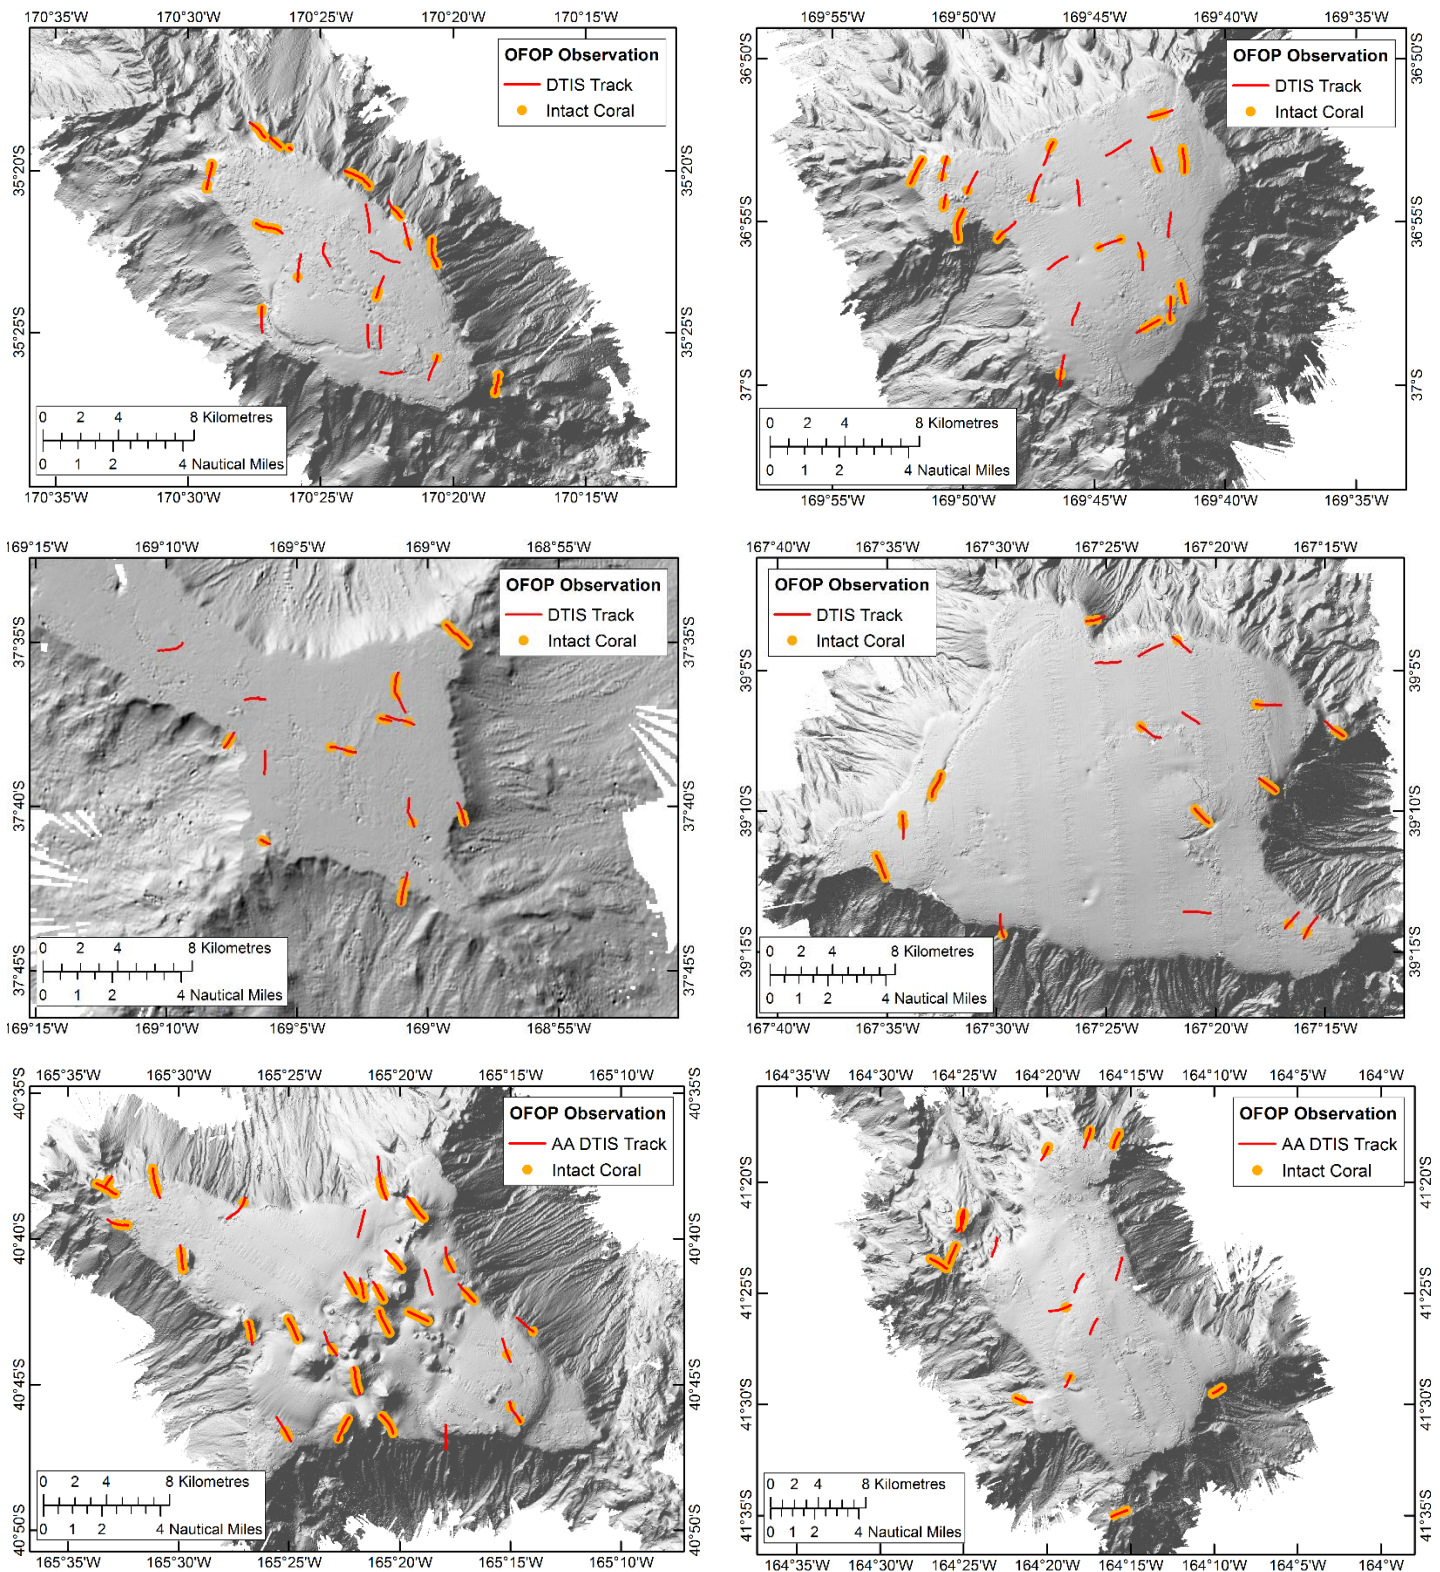 170°35'W 170°30'W 170°25'W 170°20'W 170°15'W
35°20'S 35°20'S
35°25'S 35°25'S
OFOP Observation
DTIS Track
Intact Coral
0 2 4 8 Kilometres
0 1 2 4 Nautical Miles
170°35'W 170°30'W 170°25'W 170°20'W 170°15'W
169°55'W 169°50'W 169°45'W 169°40'W 169°35'W
36°50'S 36°50'S
36°55'S 36°55'S
37°S 37°S
OFOP Observation
DTIS Track
Intact Coral
0 2 4 8 Kilometres
0 1 2 4 Nautical Miles
169°55'W 169°50'W 169°45'W 169°40'W 169°35'W
169°15'W 169°10'W 169°5'W 169°W 168°55'W
37°35'S 37°35'S
37°40'S 37°40'S
37°45'S 37°45'S
OFOP Observation
DTIS Track
Intact Coral
0 2 4 8 Kilometres
0 1 2 4 Nautical Miles
169°15'W 169°10'W 169°5'W 169°W 168°55'W
167°40'W 167°35'W 167°30'W 167°25'W 167°20'W 167°15'W
39°5'S 39°5'S
39°10'S 39°10'S
39°15'S 39°15'S
OFOP Observation
DTIS Track
Intact Coral
0 2 4 8 Kilometres
0 1 2 4 Nautical Miles
167°40'W 167°35'W 167°30'W 167°25'W 167°20'W 167°15'W
165°35'W 165°30'W 165°25'W 165°20'W 165°15'W 165°10'W
40°35'S 40°35'S
40°40'S 40°40'S
40°45'S 40°45'S
40°50'S 40°50'S
OFOP Observation
AA DTIS Track
Intact Coral
0 2 4 8 Kilometres
0 1 2 4 Nautical Miles
165°35'W 165°30'W 165°25'W 165°20'W 165°15'W 165°10'W
164°35'W 164°30'W 164°25'W 164°20'W 164°15'W 164°10'W 164°5'W 164°W
41°20'S 41°20'S
41°25'S 41°25'S
41°30'S 41°30'S
41°35'S 41°35'S
OFOP Observation
AA DTIS Track
Intact Coral
0 2 4 8 Kilometres
0 1 2 4 Nautical Miles
164°35'W 164°30'W 164°25'W 164°20'W 164°15'W 164°10'W 164°5'W 164°W